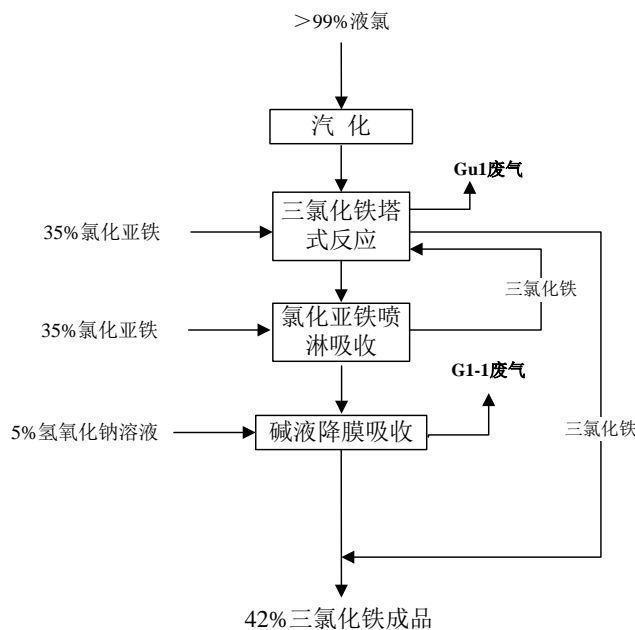 >99%液氯
汽 化
Gu1废气
三氯化铁塔
式反应
35%氯化亚铁
三氯化铁
氯化亚铁喷
淋吸收
35%氯化亚铁
G1-1废气
5%氢氧化钠溶液
碱液降膜吸收
三氯化铁
42%三氯化铁成品